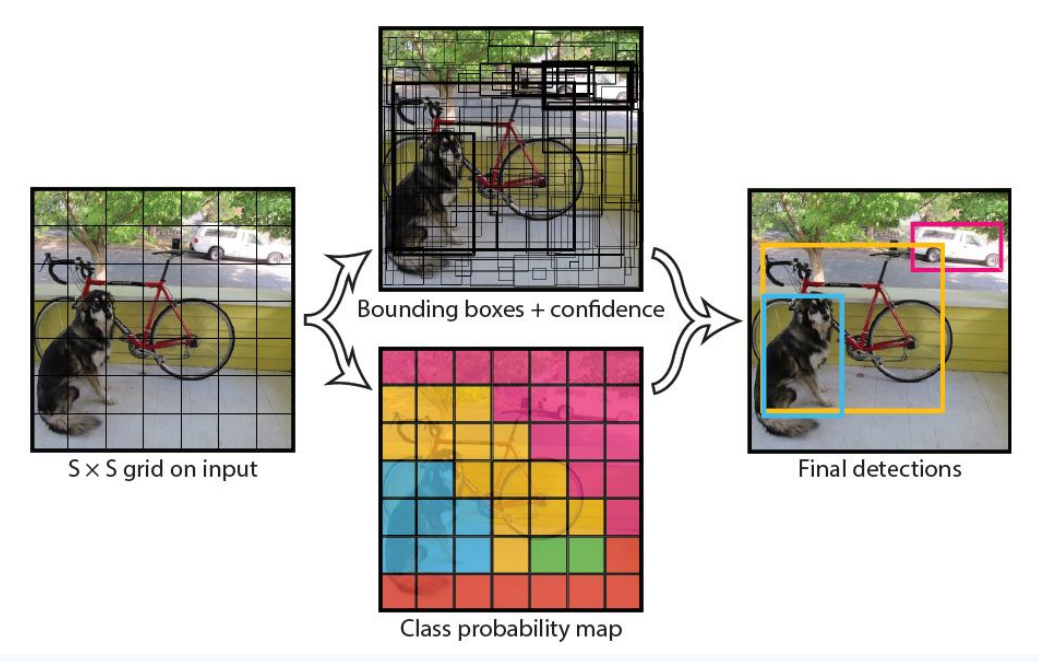 Bounding boxes + confidence
S × S grid on input
Final detections
Class probability map